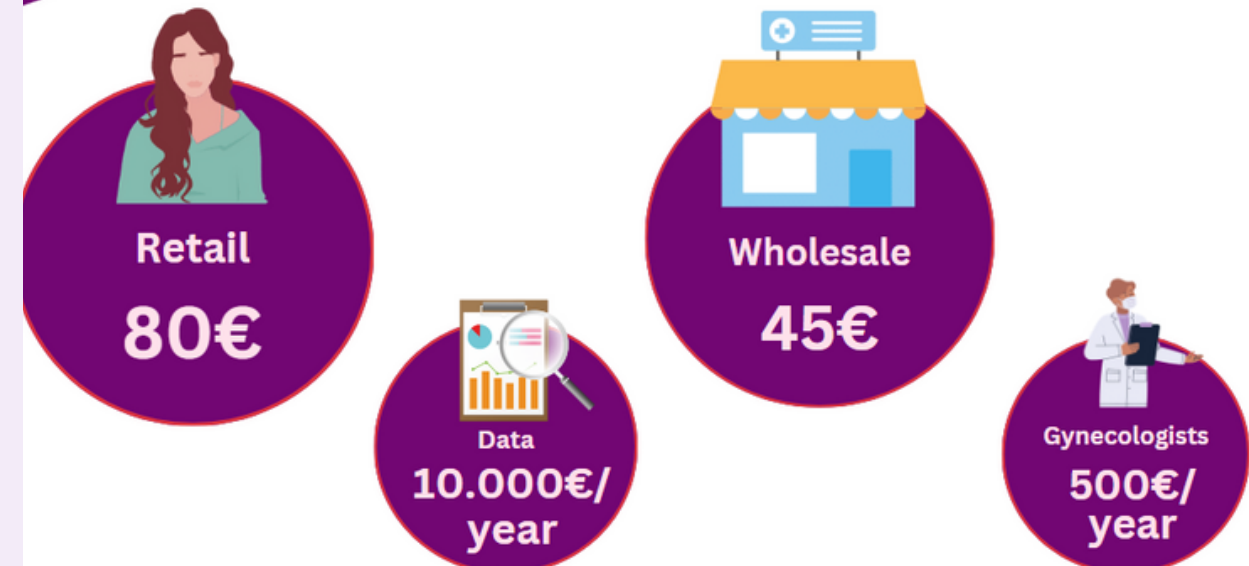 Retail
80€
Data
10.000€/
year
Wholesale
45€
Gynecologists
500€/
year